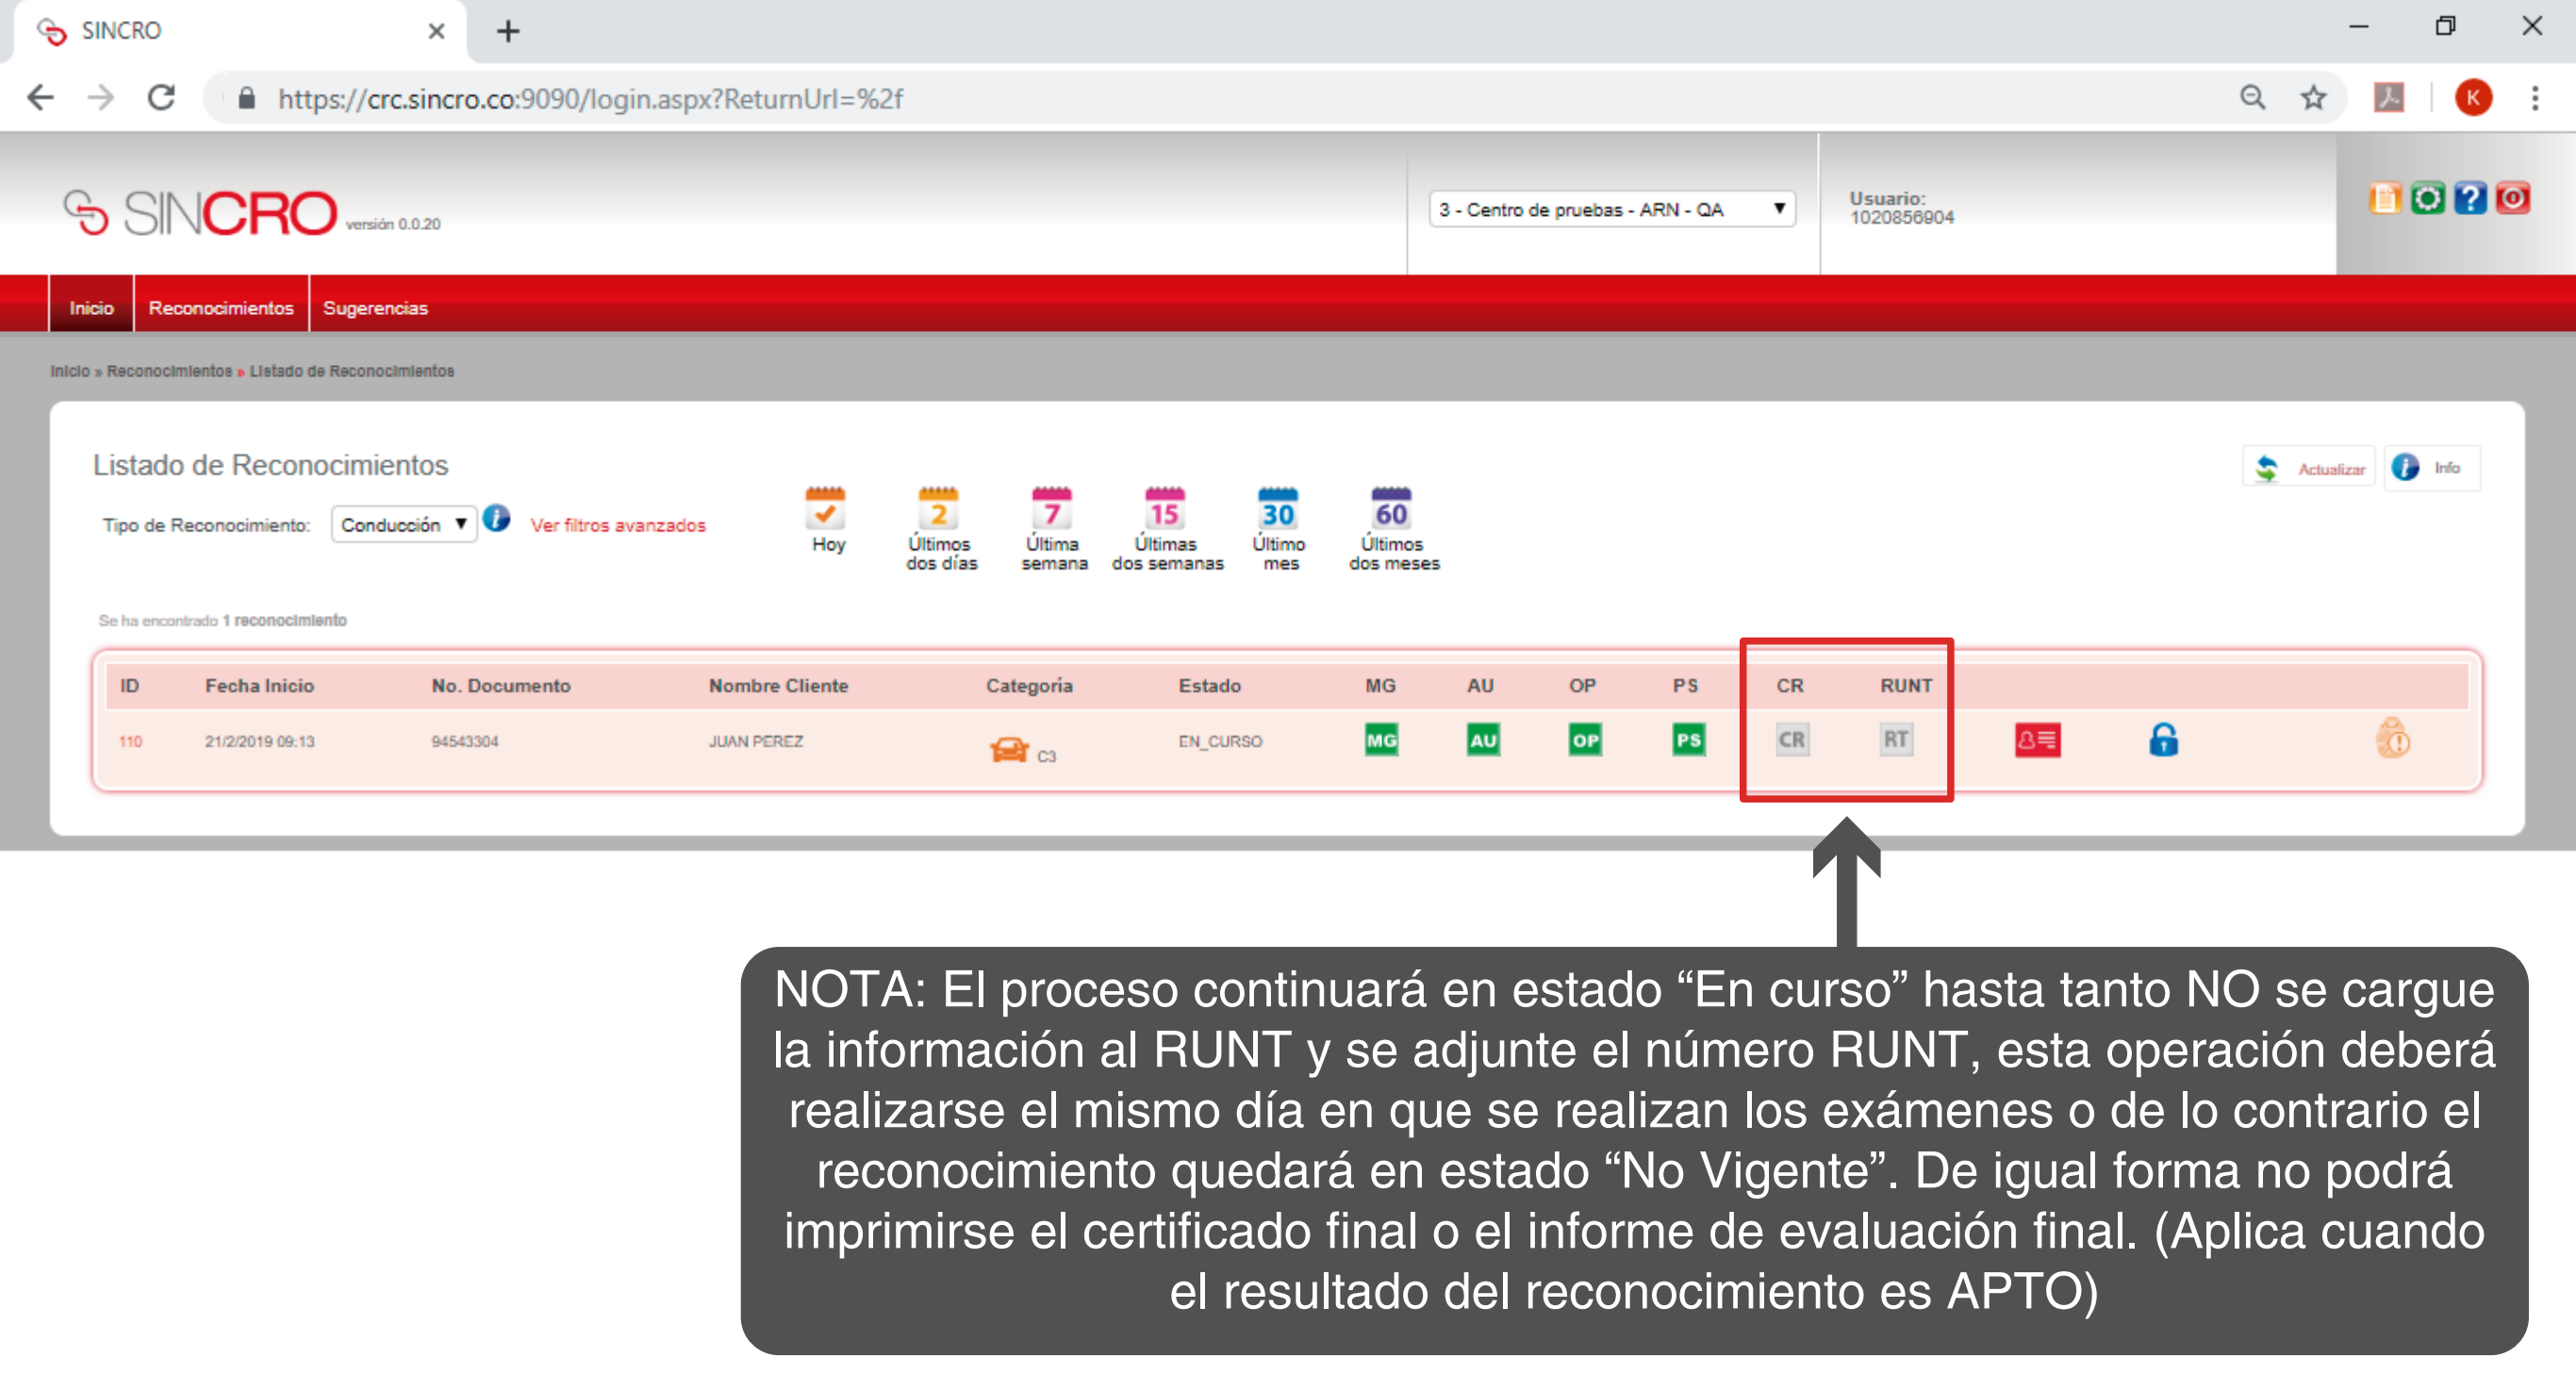 SINCRO
https://crc.sincro.co:9090/login.aspx?ReturnUrl=%2f
K
SINCRO versión 0.0.20
3 - Centro de pruebas - ARN - QA
Usuario:
1020856904
Inicio Reconocimientos Sugerencias
Inicio » Reconocimientos » Listado de Reconocimientos
Listado de Reconocimientos
Actualizar Info
Tipo de Reconocimiento: Conducción Ver filtros avanzados
2 7 15 30 60
Hoy Últimos dos días Última semana Últimas dos semanas Último mes Últimos dos meses
Se ha encontrado 1 reconocimiento
ID Fecha Inicio No. Documento Nombre Cliente Categoría Estado MG AU OP PS CR RUNT
110 21/2/2019 09:13 94543304 JUAN PEREZ C3 EN_CURSO MG AU OP PS CR RT
NOTA: El proceso continuará en estado “En curso” hasta tanto NO se cargue
la información al RUNT y se adjunte el número RUNT, esta operación deberá
realizarse el mismo día en que se realizan los exámenes o de lo contrario el
reconocimiento quedará en estado “No Vigente”. De igual forma no podrá
imprimirse el certificado final o el informe de evaluación final. (Aplica cuando
el resultado del reconocimiento es APTO)